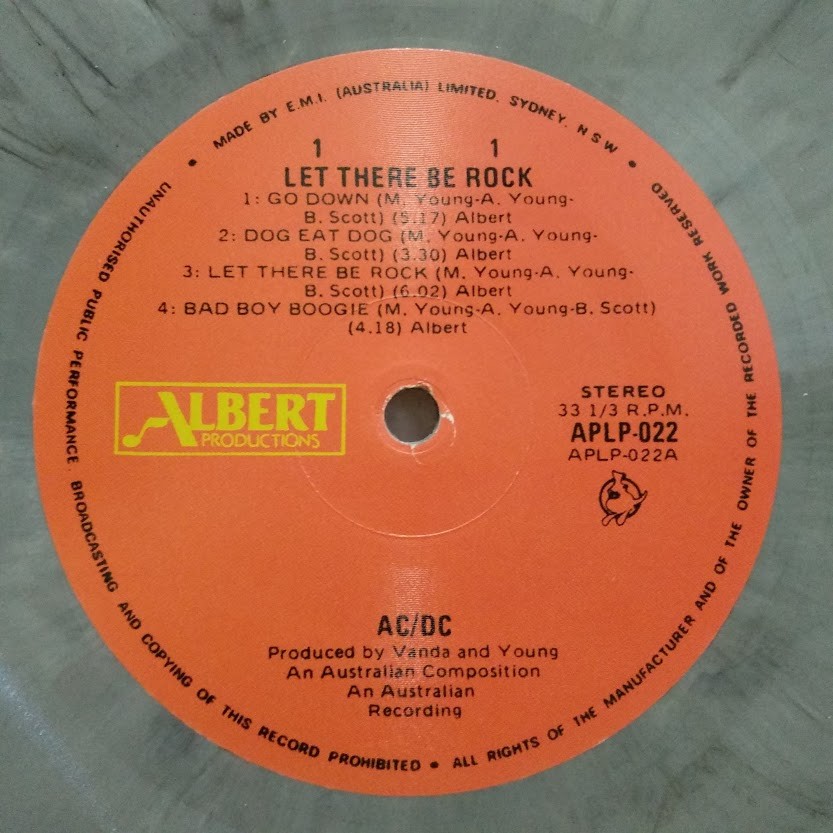 • MADE BY E.M.I. (AUSTRALIA) LIMITED. SYDNEY. NSW •
1 1
LET THERE BE ROCK
1: GO DOWN (M. Young-A. Young-
B. Scott) (5.17) Albert
2: DOG EAT DOG (M. Young-A. Young-
B. Scott) (3.30) Albert
3: LET THERE BE ROCK (M. Young-A. Young-
B. Scott) (6.02) Albert
4: BAD BOY BOOGIE (M. Young-A. Young-B. Scott)
(4.18) Albert
ALBERT
PRODUCTIONS
STEREO
33 1/3 R.P.M.
APLP-022
APLP-022A
AC/DC
Produced by Vanda and Young
An Australian Composition
An Australian
Recording
UNAUTHORISED PUBLIC PERFORMANCE. BROADCASTING AND COPYING OF THIS RECORD PROHIBITED • ALL RIGHTS OF THE MANUFACTURER AND OF THE OWNER OF THE RECORDED WORK RESERVED